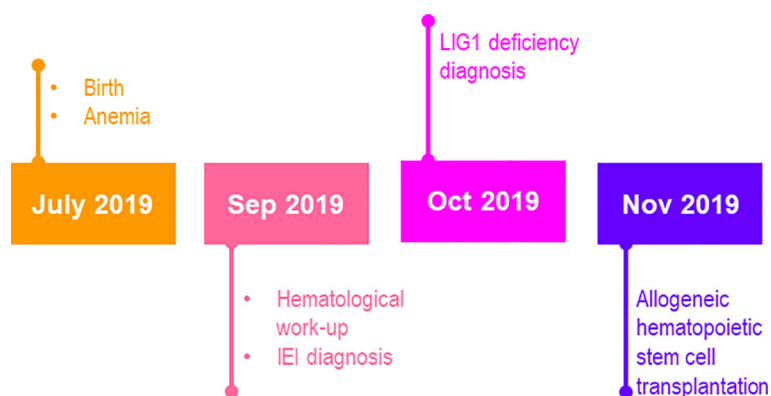 • Birth
• Anemia
LIG1 deficiency
diagnosis
July 2019
Sep 2019
Oct 2019
Nov 2019
• Hematological
work-up
• IEI diagnosis
Allogeneic
hematopoietic
stem cell
transplantation